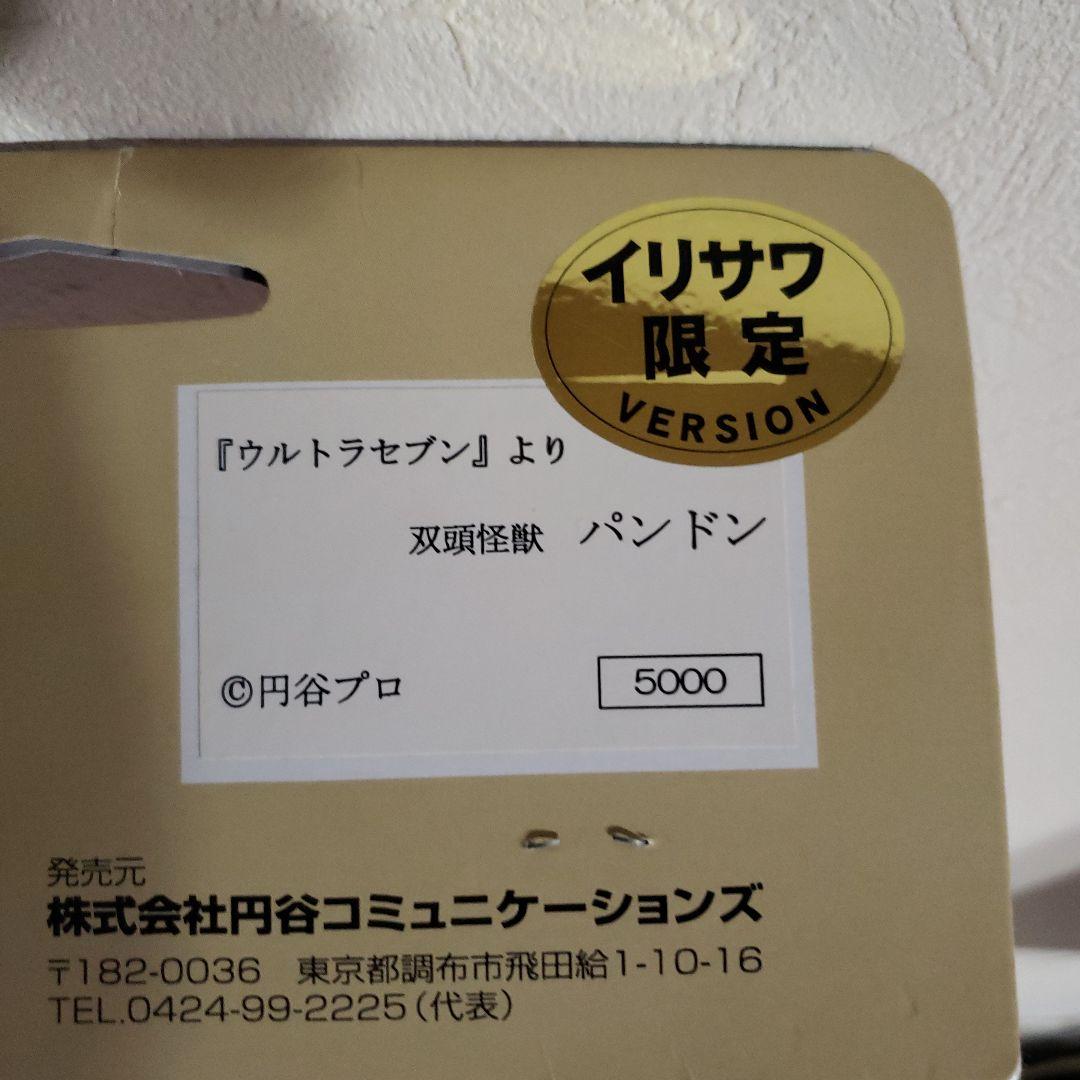 イリサワ
限定
VERSION
『ウルトラセブン』より
双頭怪獣　パンドン
©円谷プロ
5000
発売元
株式会社円谷コミュニケーションズ
〒182-0036　東京都調布市飛田給1-10-16
TEL.0424-99-2225（代表）